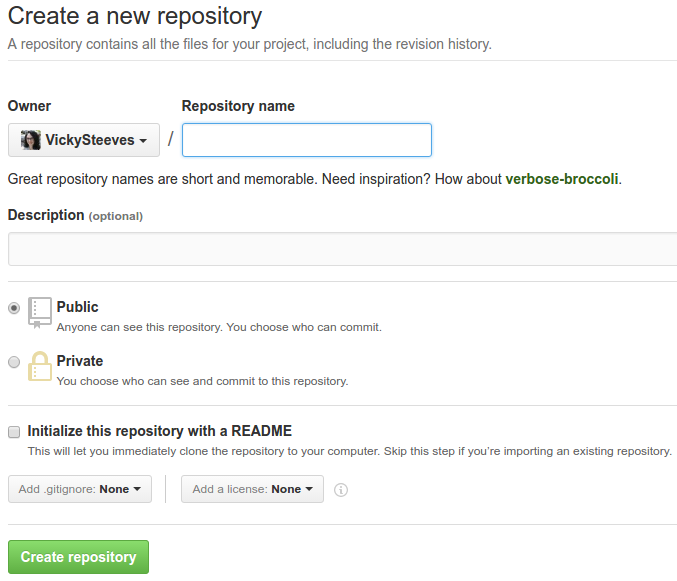 Create a new repository
A repository contains all the files for your project, including the revision history.
Owner Repository name
VickySteeves /
Great repository names are short and memorable. Need inspiration? How about verbose-broccoli.
Description (optional)
Public
Anyone can see this repository. You choose who can commit.
Private
You choose who can see and commit to this repository.
Initialize this repository with a README
This will let you immediately clone the repository to your computer. Skip this step if you’re importing an existing repository.
Add .gitignore: None Add a license: None
Create repository